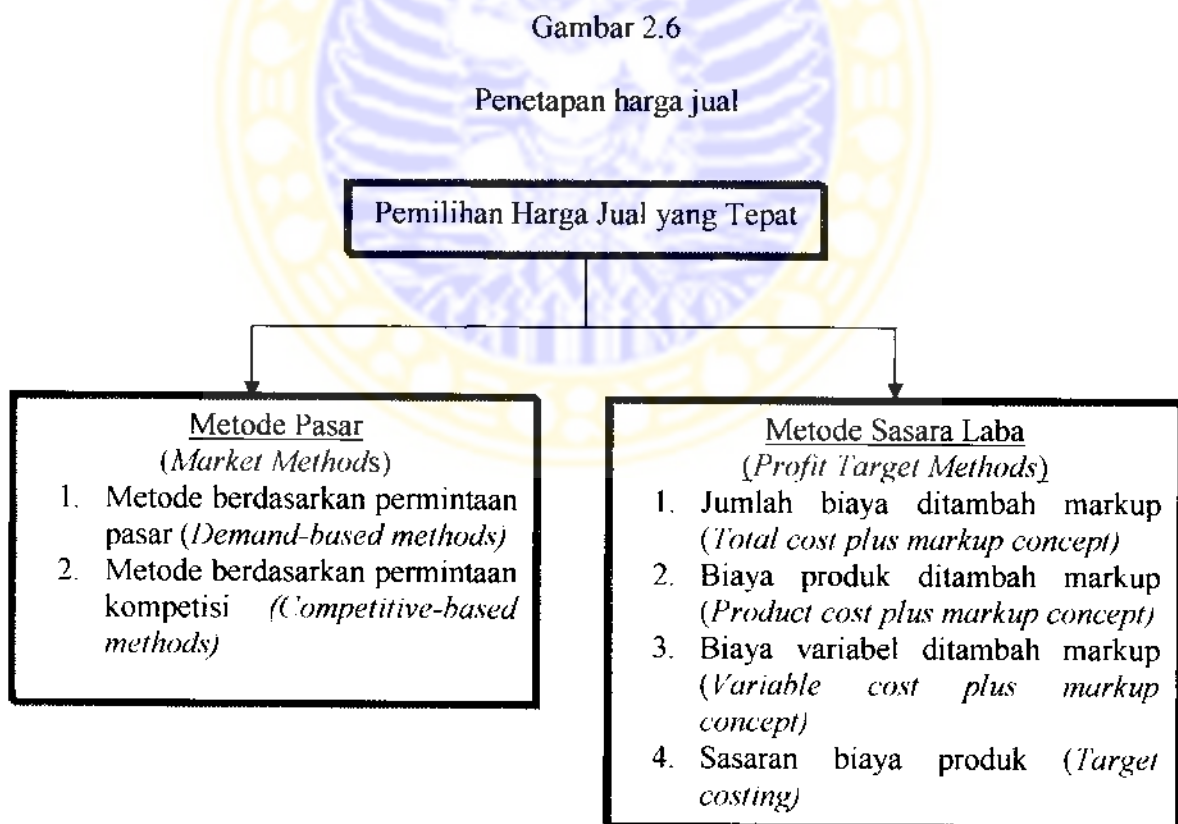 Gambar 2.6
Penetapan harga jual
Pemilihan Harga Jual yang Tepat
Metode Pasar
(Market Methods)
1. Metode berdasarkan permintaan
pasar (Demand-based methods)
2. Metode berdasarkan permintaan
kompetisi (Competitive-based
methods)
Metode Sasara Laba
(Profit Target Methods)
1. Jumlah biaya ditambah markup
(Total cost plus markup concept)
2. Biaya produk ditambah markup
(Product cost plus markup concept)
3. Biaya variabel ditambah markup
(Variable cost plus markup
concept)
4. Sasaran biaya produk (Target
costing)